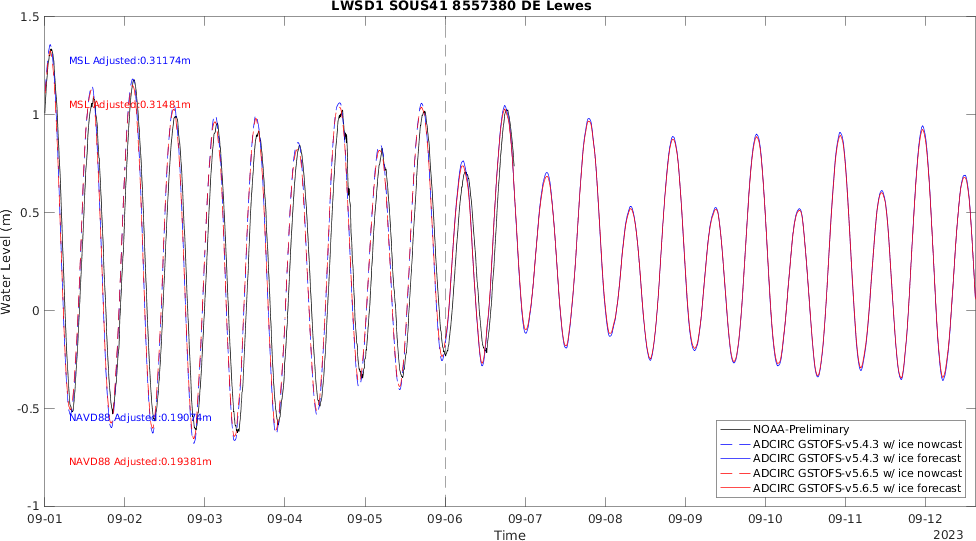 LWSD1 SOUS41 8557380 DE Lewes
1.5
1
0.5
0
-0.5
-1
Water Level (m)
MSL Adjusted:0.31174m
MSL Adjusted:0.31481m
NAVD88 Adjusted:0.19074m
NAVD88 Adjusted:0.19381m
NOAA-Preliminary
ADCIRC GSTOFS-v5.4.3 w/ ice nowcast
ADCIRC GSTOFS-v5.4.3 w/ ice forecast
ADCIRC GSTOFS-v5.6.5 w/ ice nowcast
ADCIRC GSTOFS-v5.6.5 w/ ice forecast
09-01 09-02 09-03 09-04 09-05 09-06 09-07 09-08 09-09 09-10 09-11 09-12
Time
2023